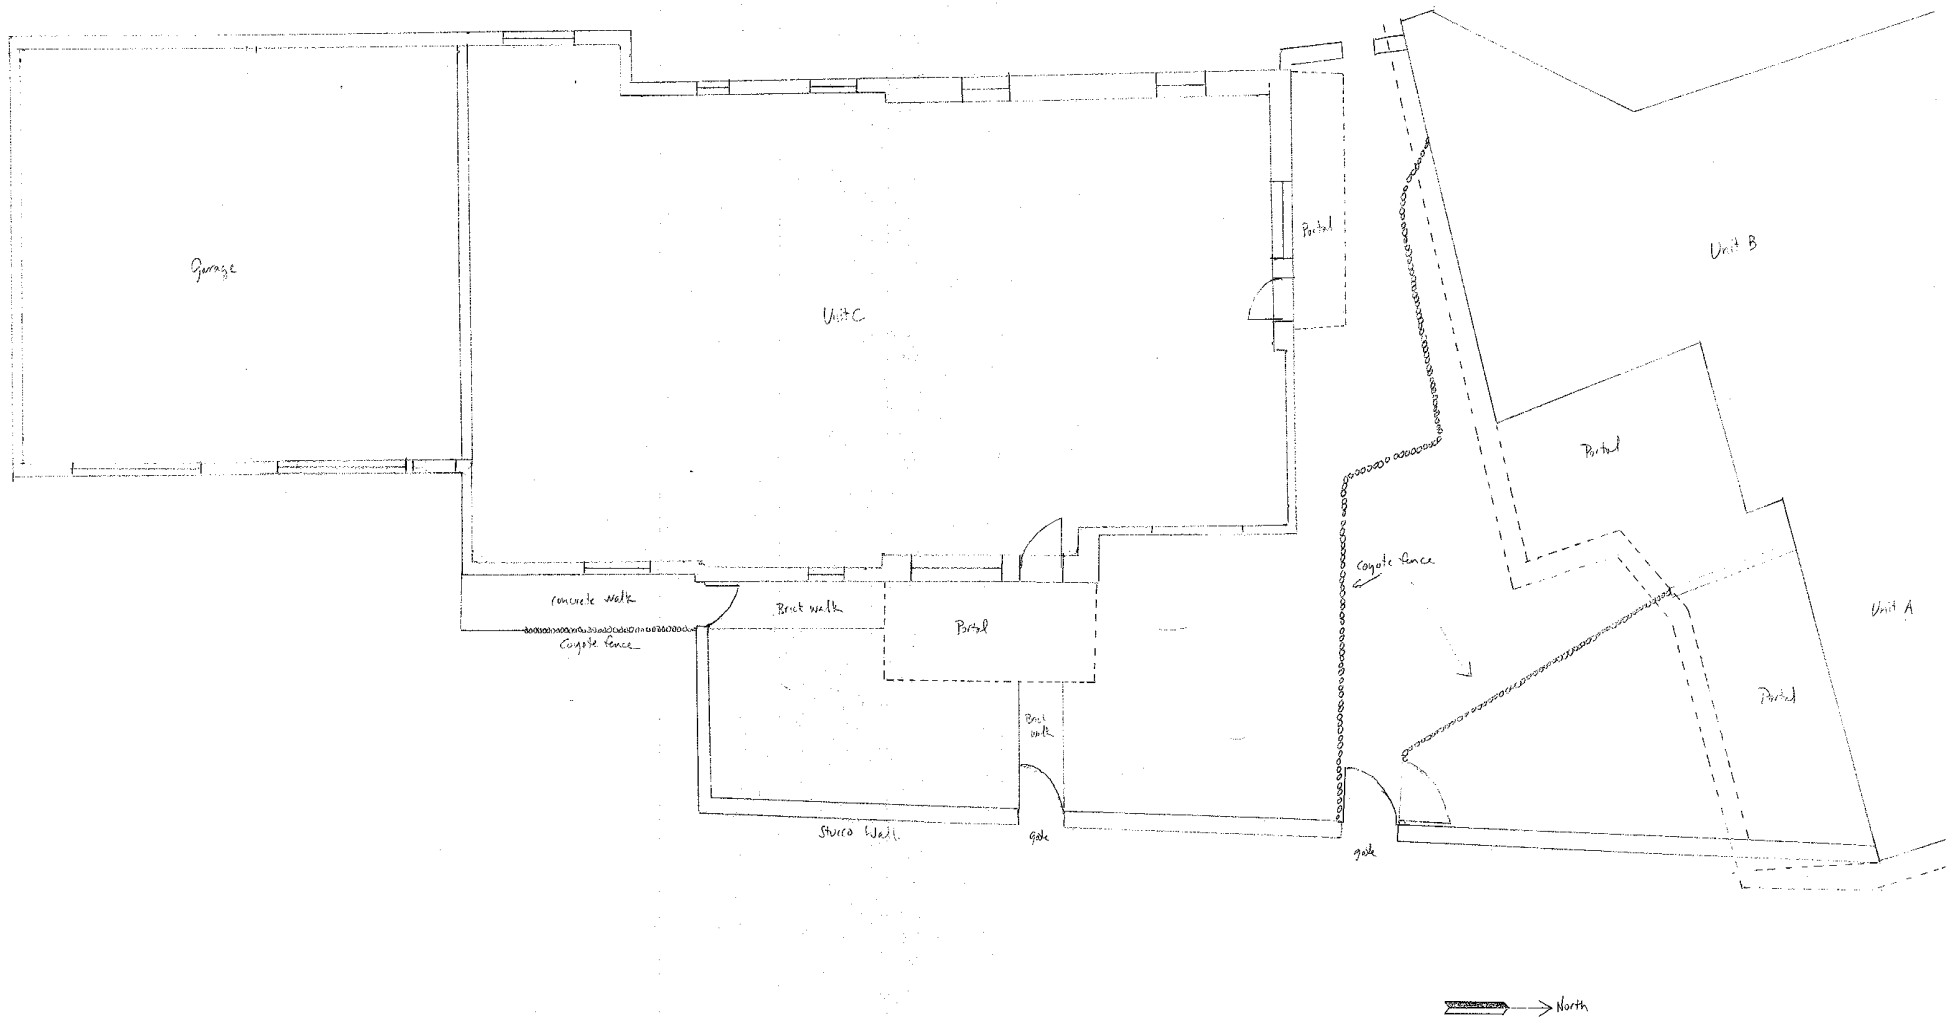 Portal
Unit B
Garage
Unit C
Portal
Coyote fence
Concrete walk
Brick walk
Unit A
Portal
Coyote fence
Portal
Brick
walk
Stucco Wall
gate
gate
North